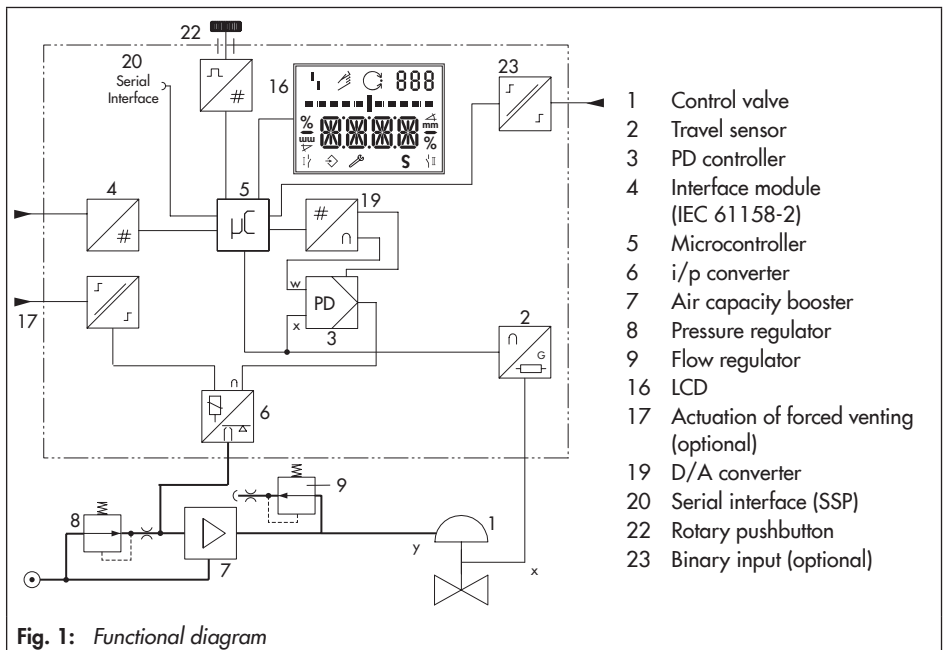 22
20
Serial
Interface
#
16
888
%
mm
mm
%
S
23
4
#
5
µC
#
19
17
w
PD
x
3
2
G
6
8
9
7
1
y
x
1 Control valve
2 Travel sensor
3 PD controller
4 Interface module
(IEC 61158-2)
5 Microcontroller
6 i/p converter
7 Air capacity booster
8 Pressure regulator
9 Flow regulator
16 LCD
17 Actuation of forced venting
(optional)
19 D/A converter
20 Serial interface (SSP)
22 Rotary pushbutton
23 Binary input (optional)
Fig. 1: Functional diagram